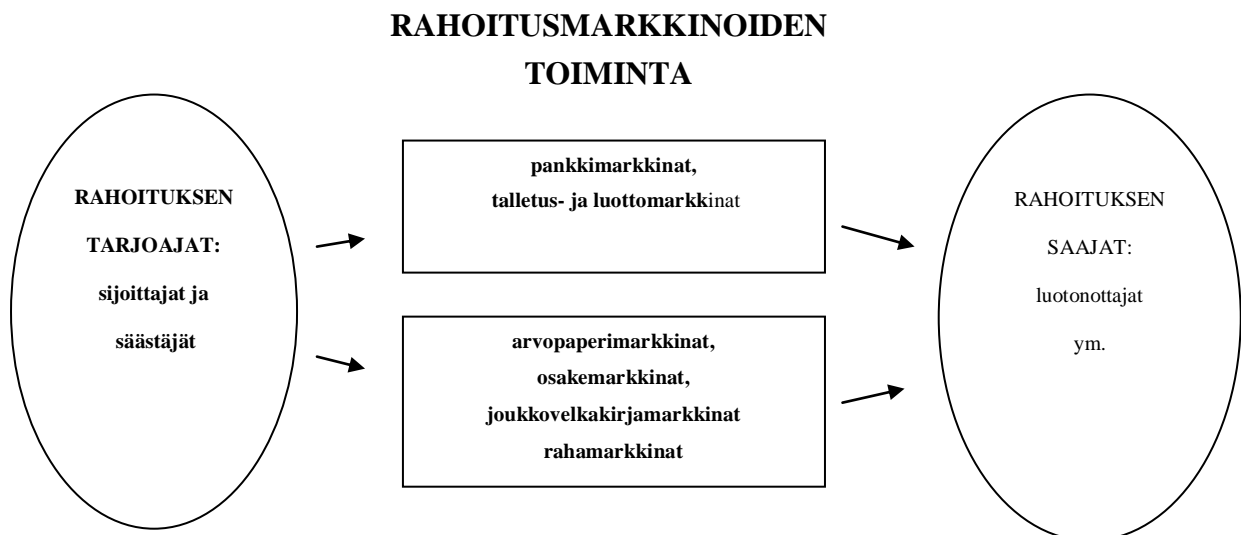 RAHOITUSMARKKINOIDEN
TOIMINTA
RAHOITUKSEN
TARJOAJAT:
sijoittajat ja
säästäjät
pankkimarkkinat,
talletus- ja luottomarkkinat
arvopaperimarkkinat,
osakemarkkinat,
joukkovelkakirjamarkkinat
rahamarkkinat
RAHOITUKSEN
SAAJAT:
luotonottajat
ym.